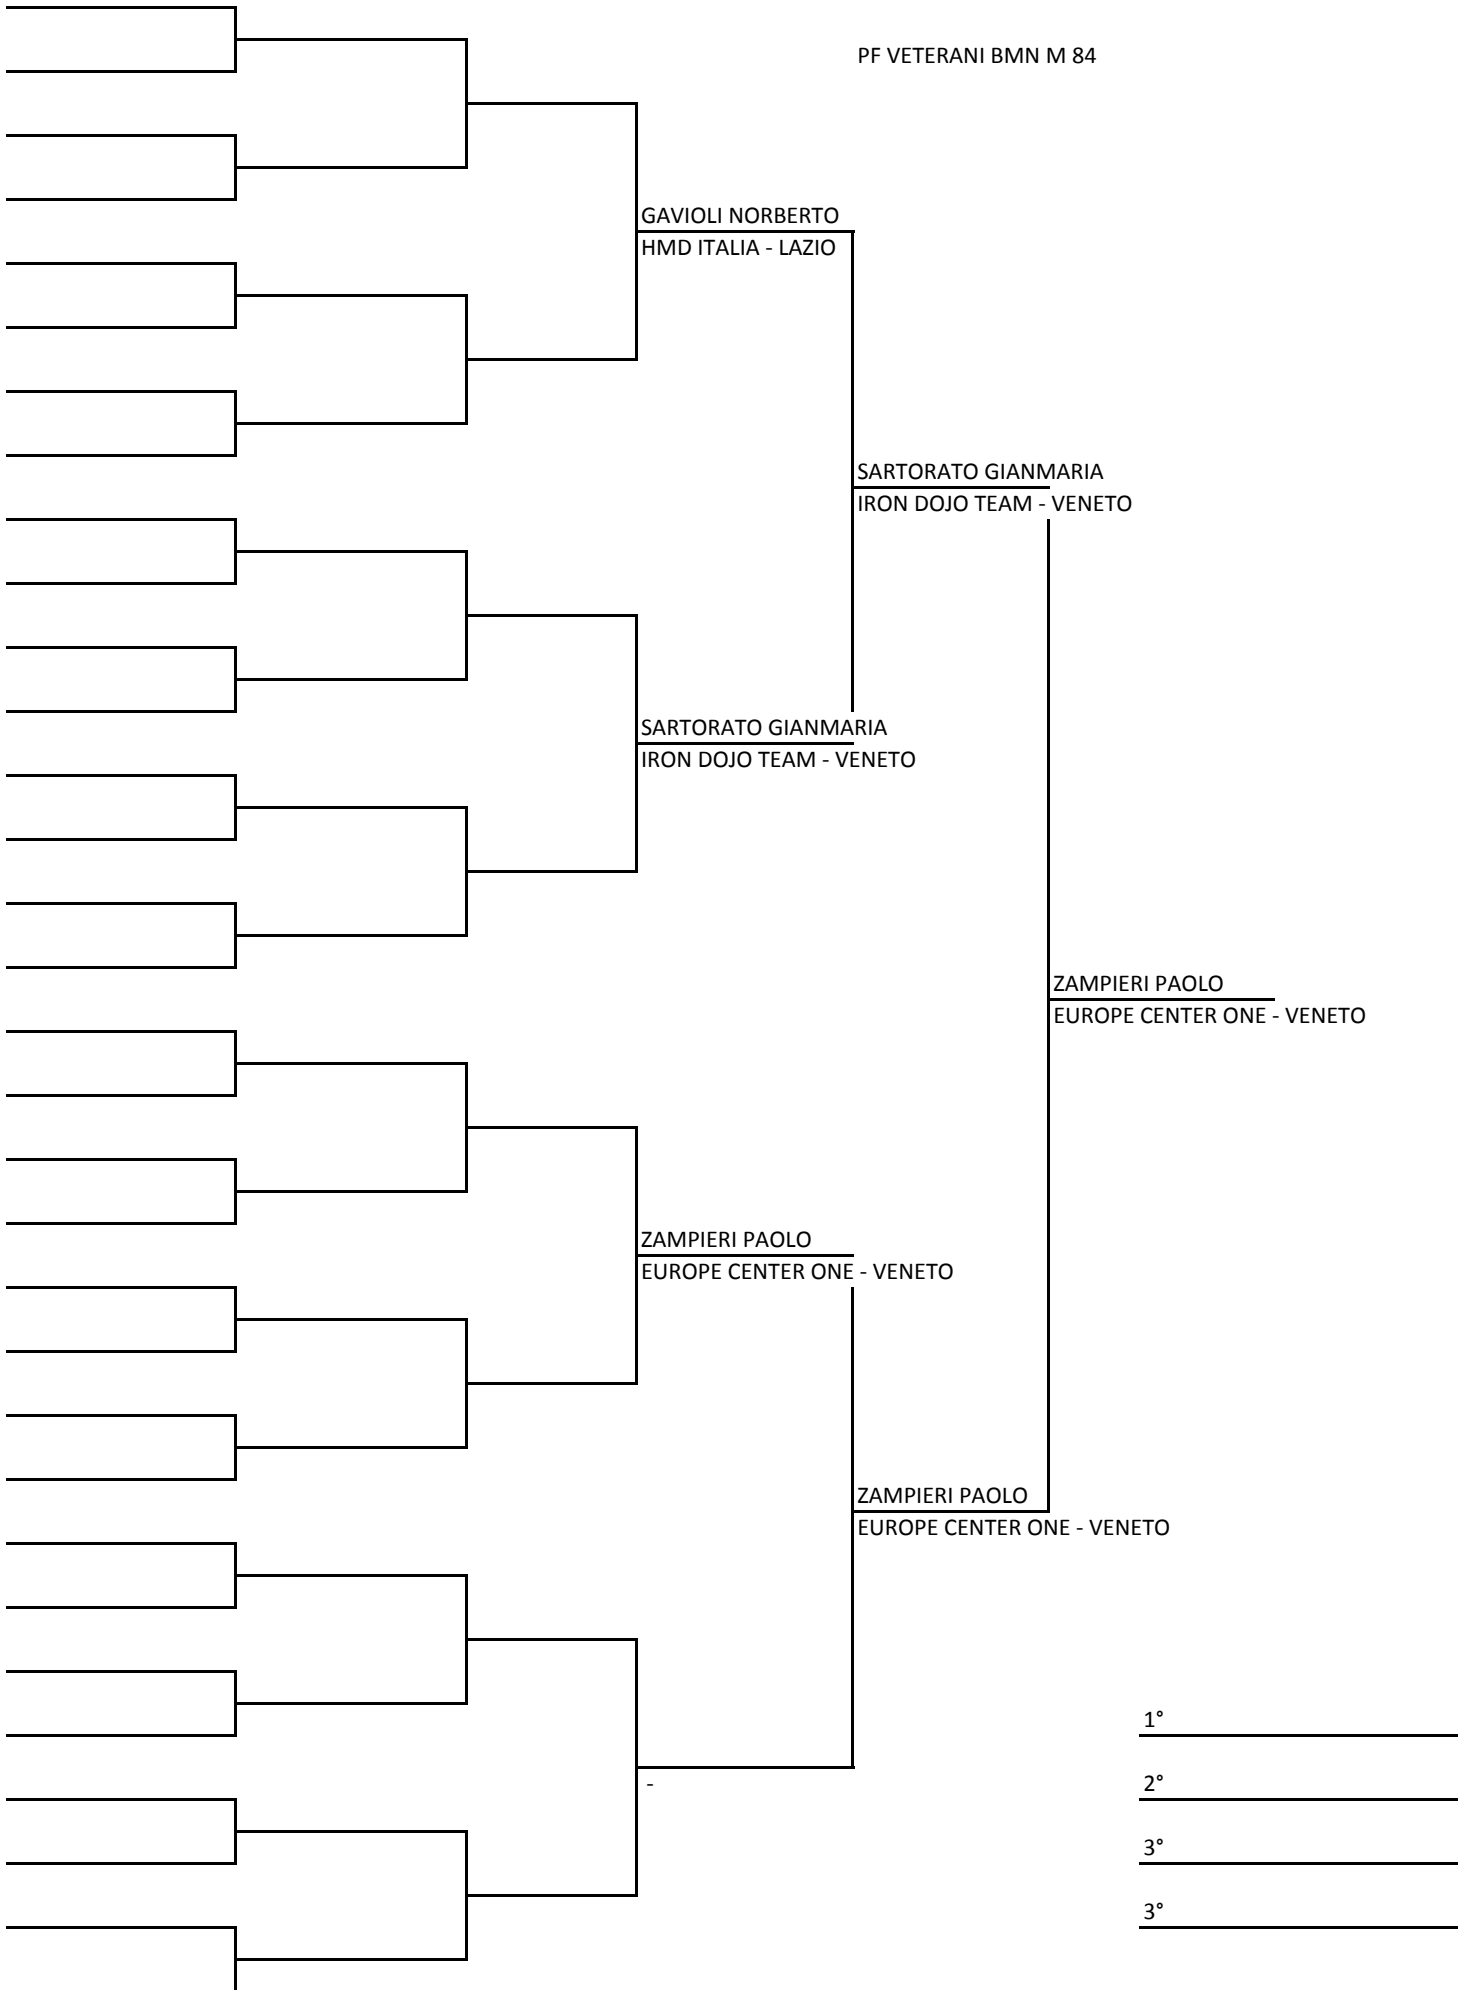 PF VETERANI BMN M 84
GAVIOLI NORBERTO
HMD ITALIA - LAZIO
SARTORATO GIANMARIA
IRON DOJO TEAM - VENETO
SARTORATO GIANMARIA
IRON DOJO TEAM - VENETO
ZAMPIERI PAOLO
EUROPE CENTER ONE - VENETO
ZAMPIERI PAOLO
EUROPE CENTER ONE - VENETO
ZAMPIERI PAOLO
EUROPE CENTER ONE - VENETO
1°
-
2°
3°
3°